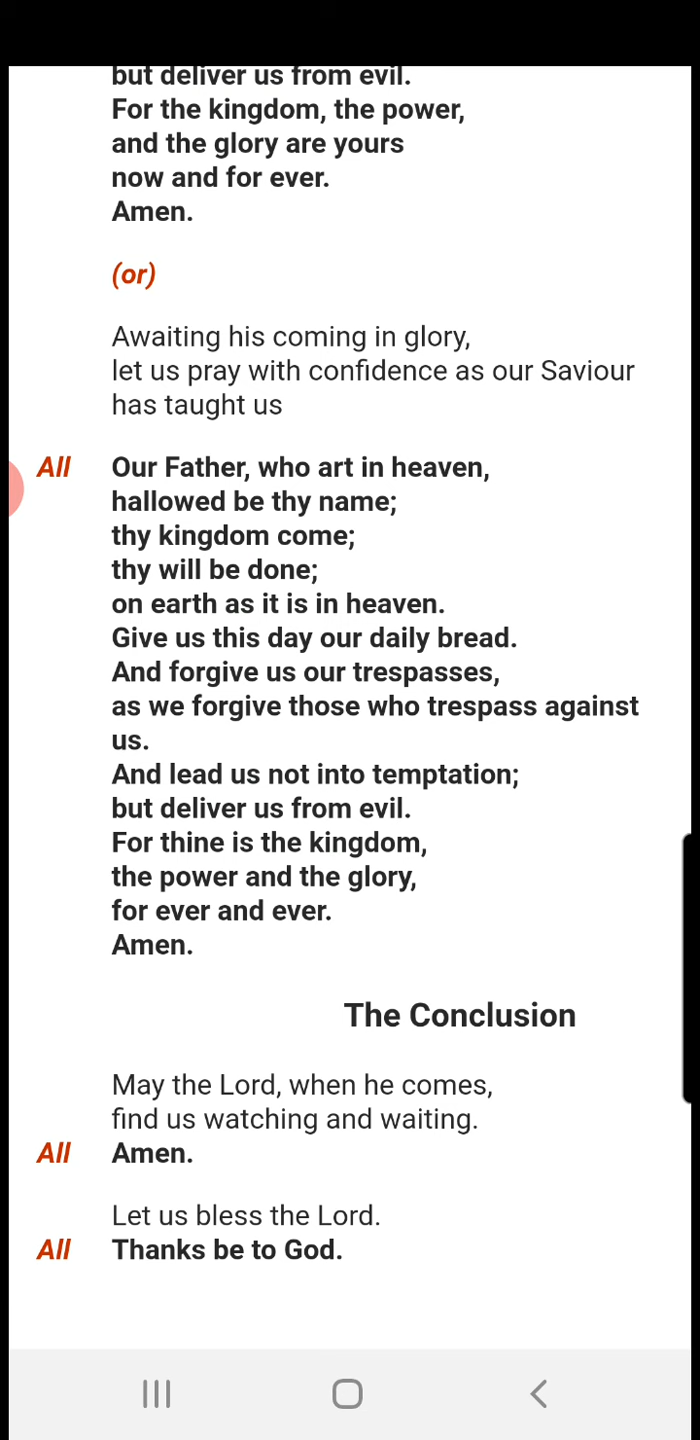 but deliver us from evil.
For the kingdom, the power,
and the glory are yours
now and for ever.
Amen.
(or)
Awaiting his coming in glory,
let us pray with confidence as our Saviour
has taught us
All Our Father, who art in heaven,
hallowed be thy name;
thy kingdom come;
thy will be done;
on earth as it is in heaven.
Give us this day our daily bread.
And forgive us our trespasses,
as we forgive those who trespass against
us.
And lead us not into temptation;
but deliver us from evil.
For thine is the kingdom,
the power and the glory,
for ever and ever.
Amen.
The Conclusion
May the Lord, when he comes,
find us watching and waiting.
All Amen.
Let us bless the Lord.
All Thanks be to God.